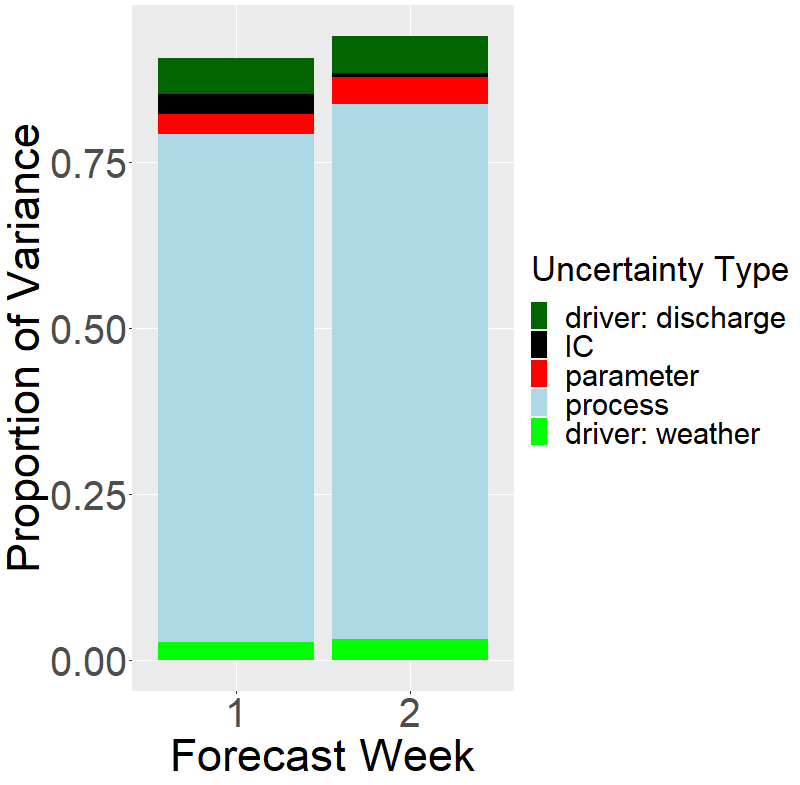 Proportion of Variance
0.75
0.50
0.25
0.00
1
2
Forecast Week
Uncertainty Type
driver: discharge
IC
parameter
process
driver: weather